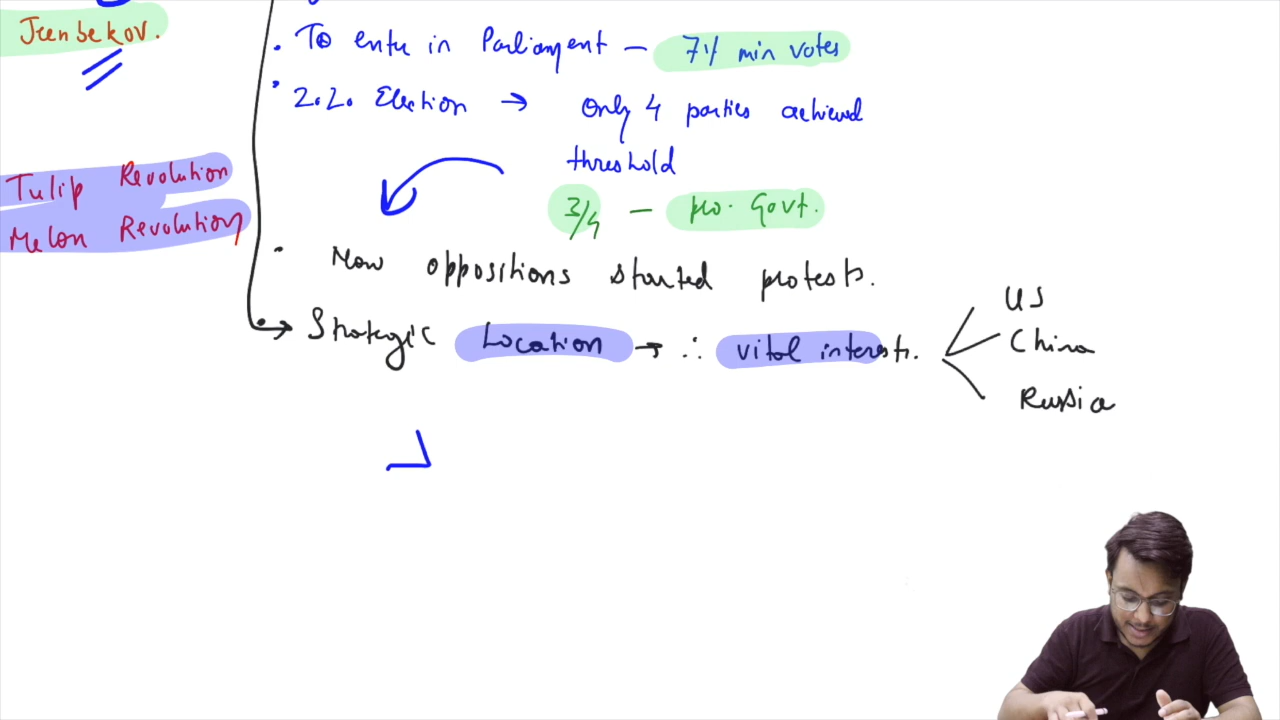 Jeenbekov.
• To enter in Parliament — 7% min votes
• 2020 Election → Only 4 parties achieved
threshold
3/4 — pro. Govt.
Tulip Revolution
Melon Revolution
• Now oppositions started protests.
• → Strategic Location → ∴ vital interests.
US
China
Russia